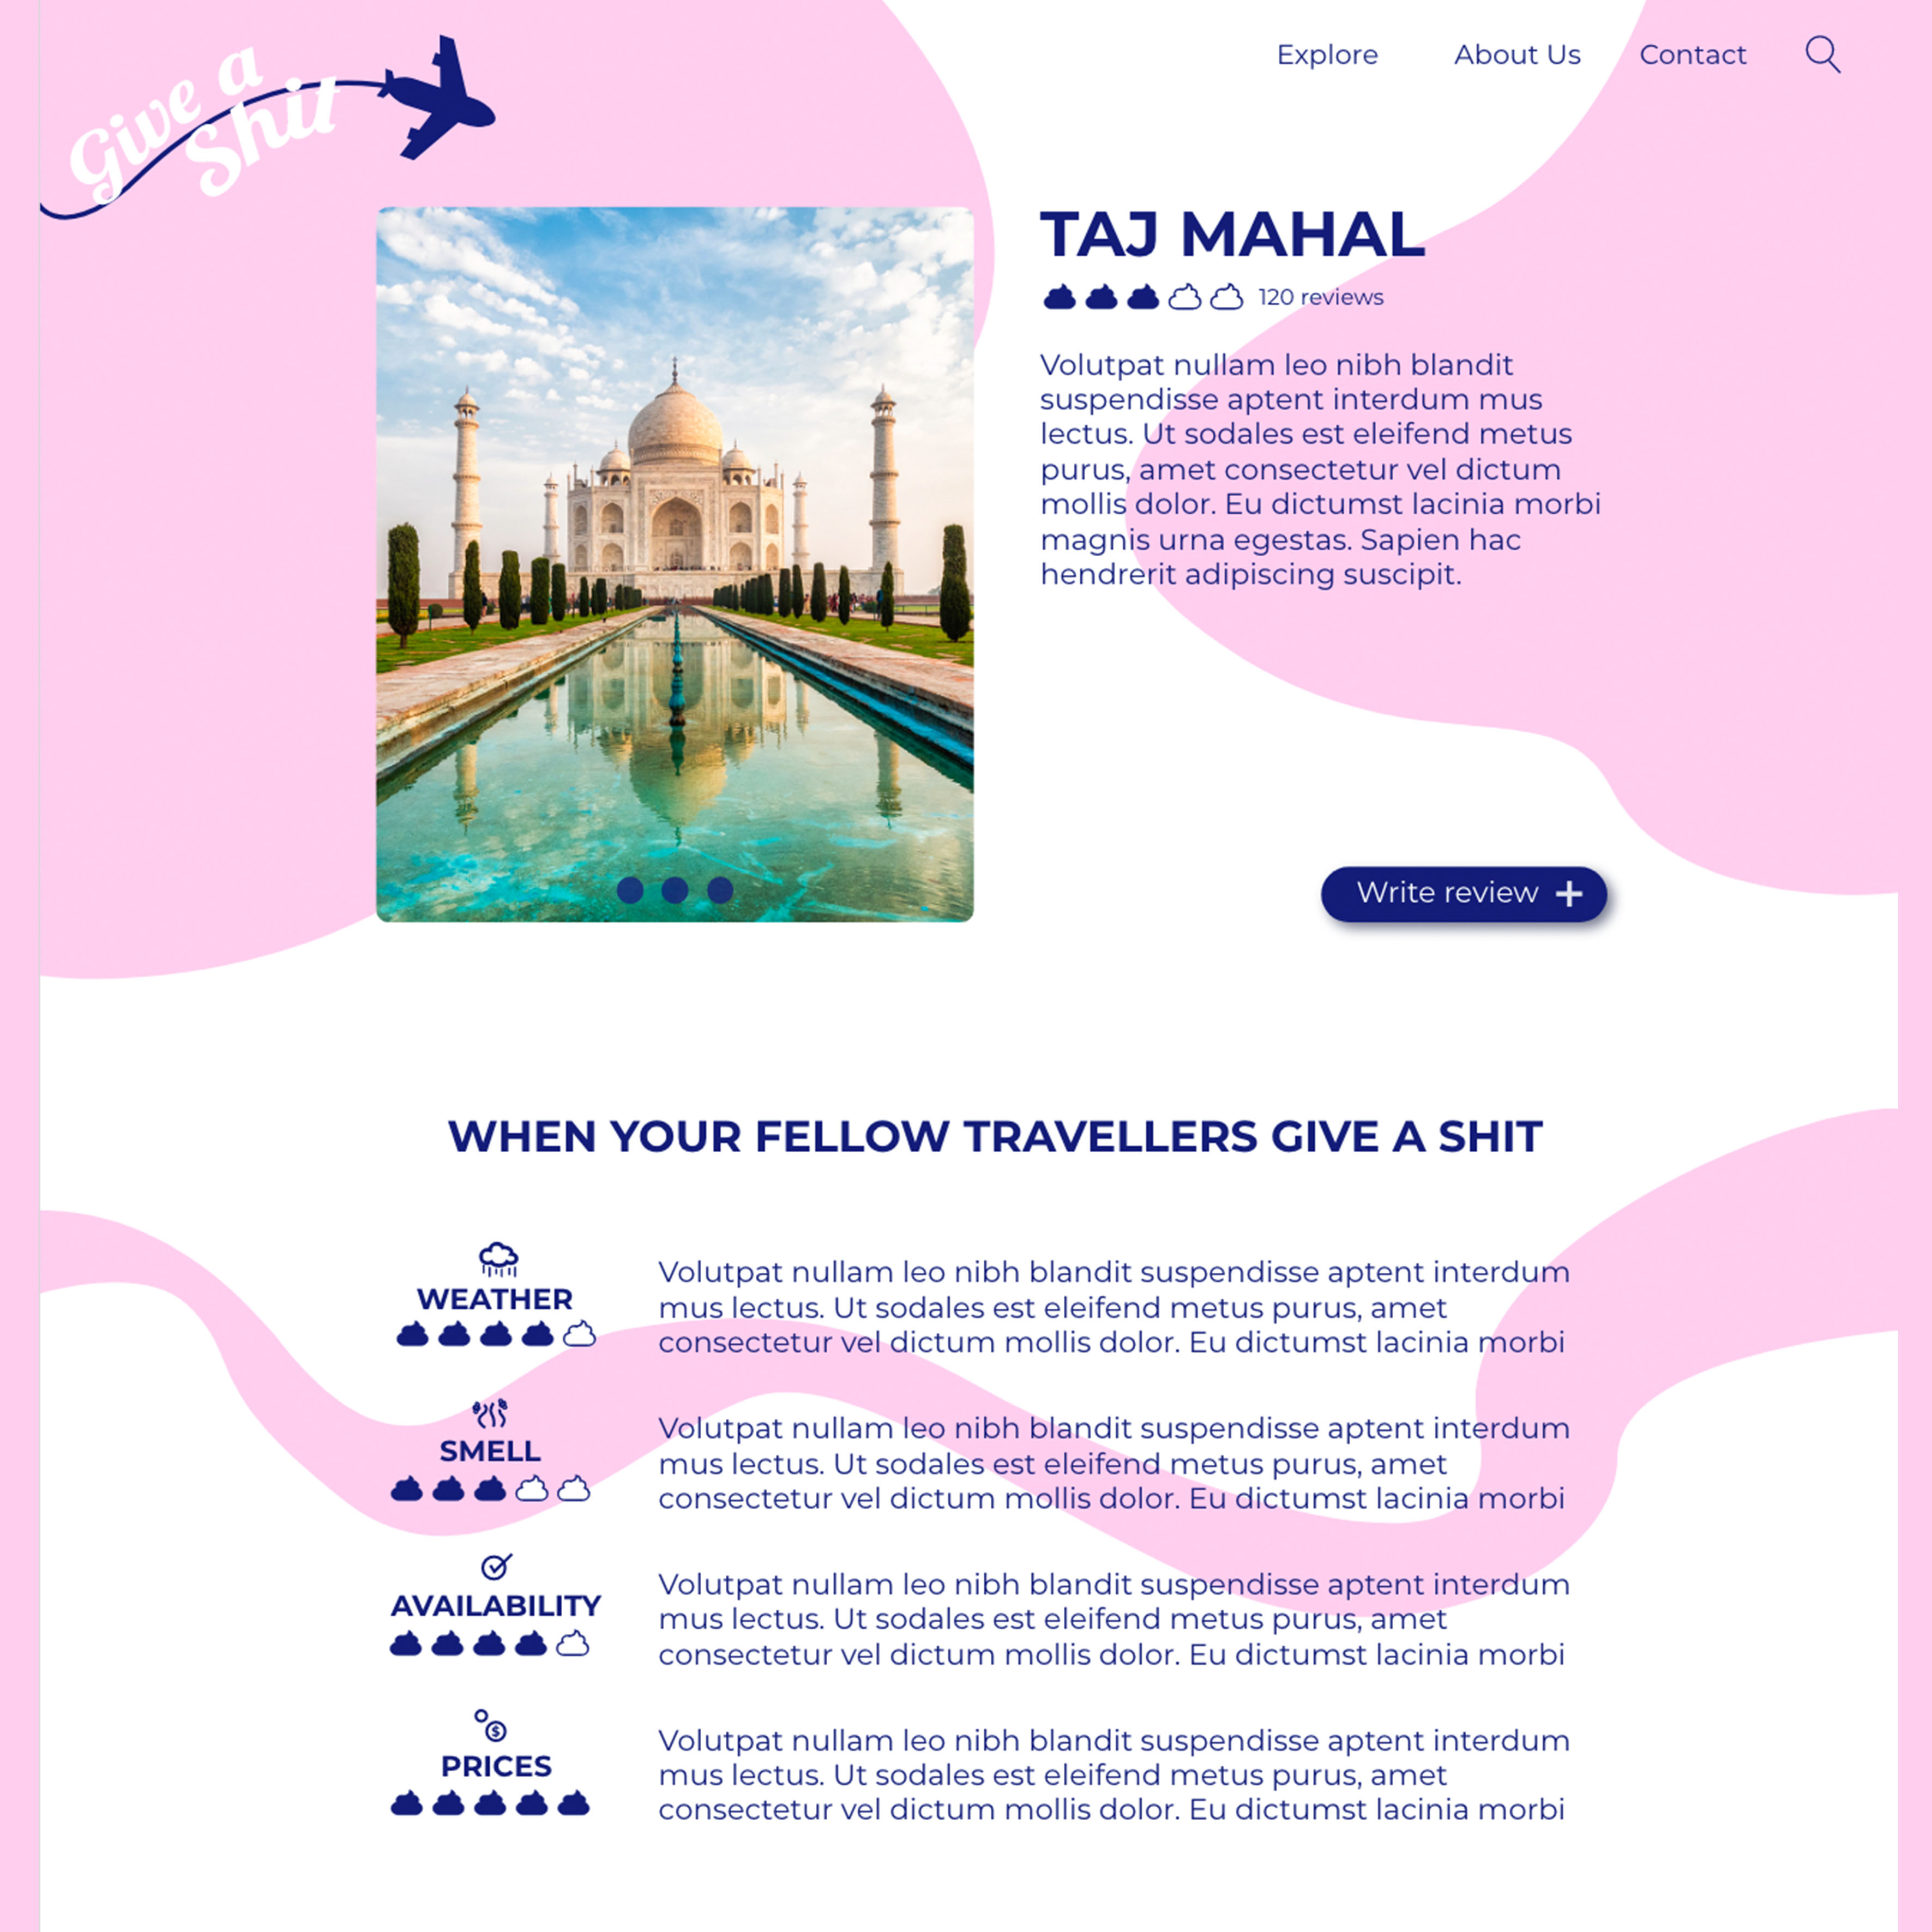 Give a
Shit
Explore
About Us
Contact
TAJ MAHAL
120 reviews
Volutpat nullam leo nibh blandit
suspendisse aptent interdum mus
lectus. Ut sodales est eleifend metus
purus, amet consectetur vel dictum
mollis dolor. Eu dictumst lacinia morbi
magnis urna egestas. Sapien hac
hendrerit adipiscing suscipit.
Write review +
WHEN YOUR FELLOW TRAVELLERS GIVE A SHIT
WEATHER
Volutpat nullam leo nibh blandit suspendisse aptent interdum
mus lectus. Ut sodales est eleifend metus purus, amet
consectetur vel dictum mollis dolor. Eu dictumst lacinia morbi
SMELL
Volutpat nullam leo nibh blandit suspendisse aptent interdum
mus lectus. Ut sodales est eleifend metus purus, amet
consectetur vel dictum mollis dolor. Eu dictumst lacinia morbi
AVAILABILITY
Volutpat nullam leo nibh blandit suspendisse aptent interdum
mus lectus. Ut sodales est eleifend metus purus, amet
consectetur vel dictum mollis dolor. Eu dictumst lacinia morbi
$
PRICES
Volutpat nullam leo nibh blandit suspendisse aptent interdum
mus lectus. Ut sodales est eleifend metus purus, amet
consectetur vel dictum mollis dolor. Eu dictumst lacinia morbi